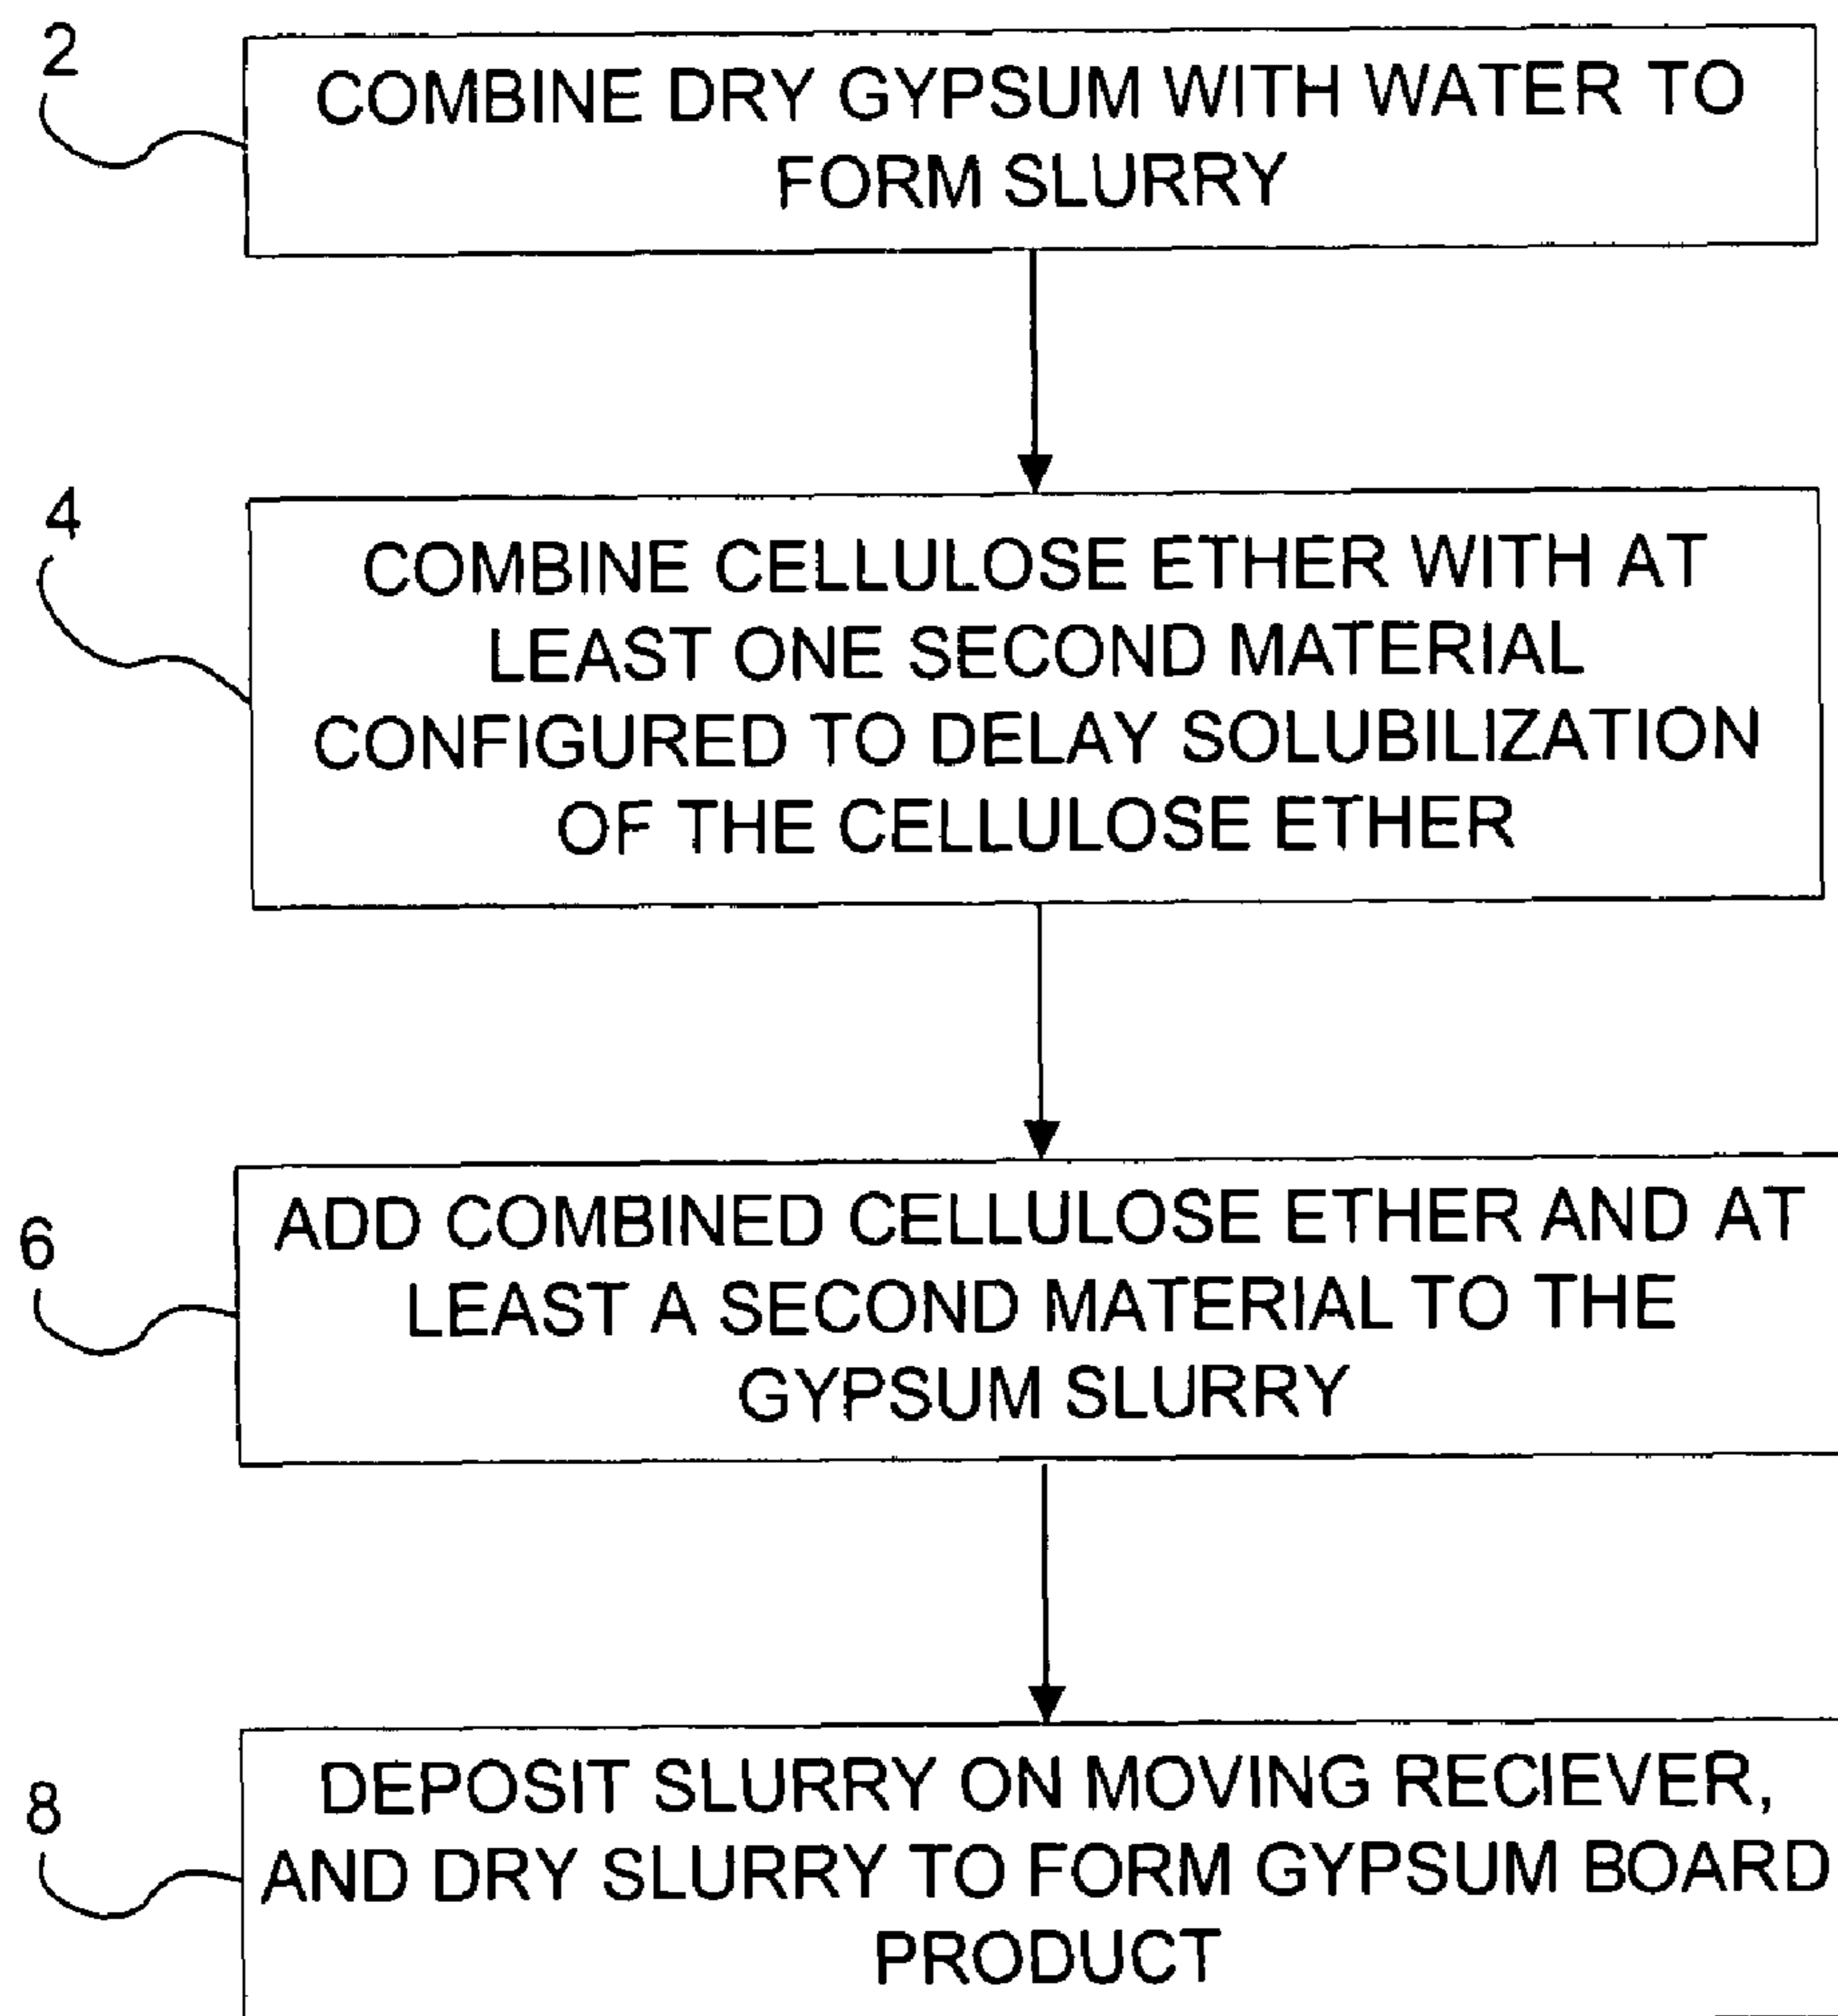 2
COMBINE DRY GYPSUM WITH WATER TO
FORM SLURRY
4
COMBINE CELLULOSE ETHER WITH AT
LEAST ONE SECOND MATERIAL
CONFIGURED TO DELAY SOLUBILIZATION
OF THE CELLULOSE ETHER
6
ADD COMBINED CELLULOSE ETHER AND AT
LEAST A SECOND MATERIAL TO THE
GYPSUM SLURRY
8
DEPOSIT SLURRY ON MOVING RECIEVER,
AND DRY SLURRY TO FORM GYPSUM BOARD
PRODUCT